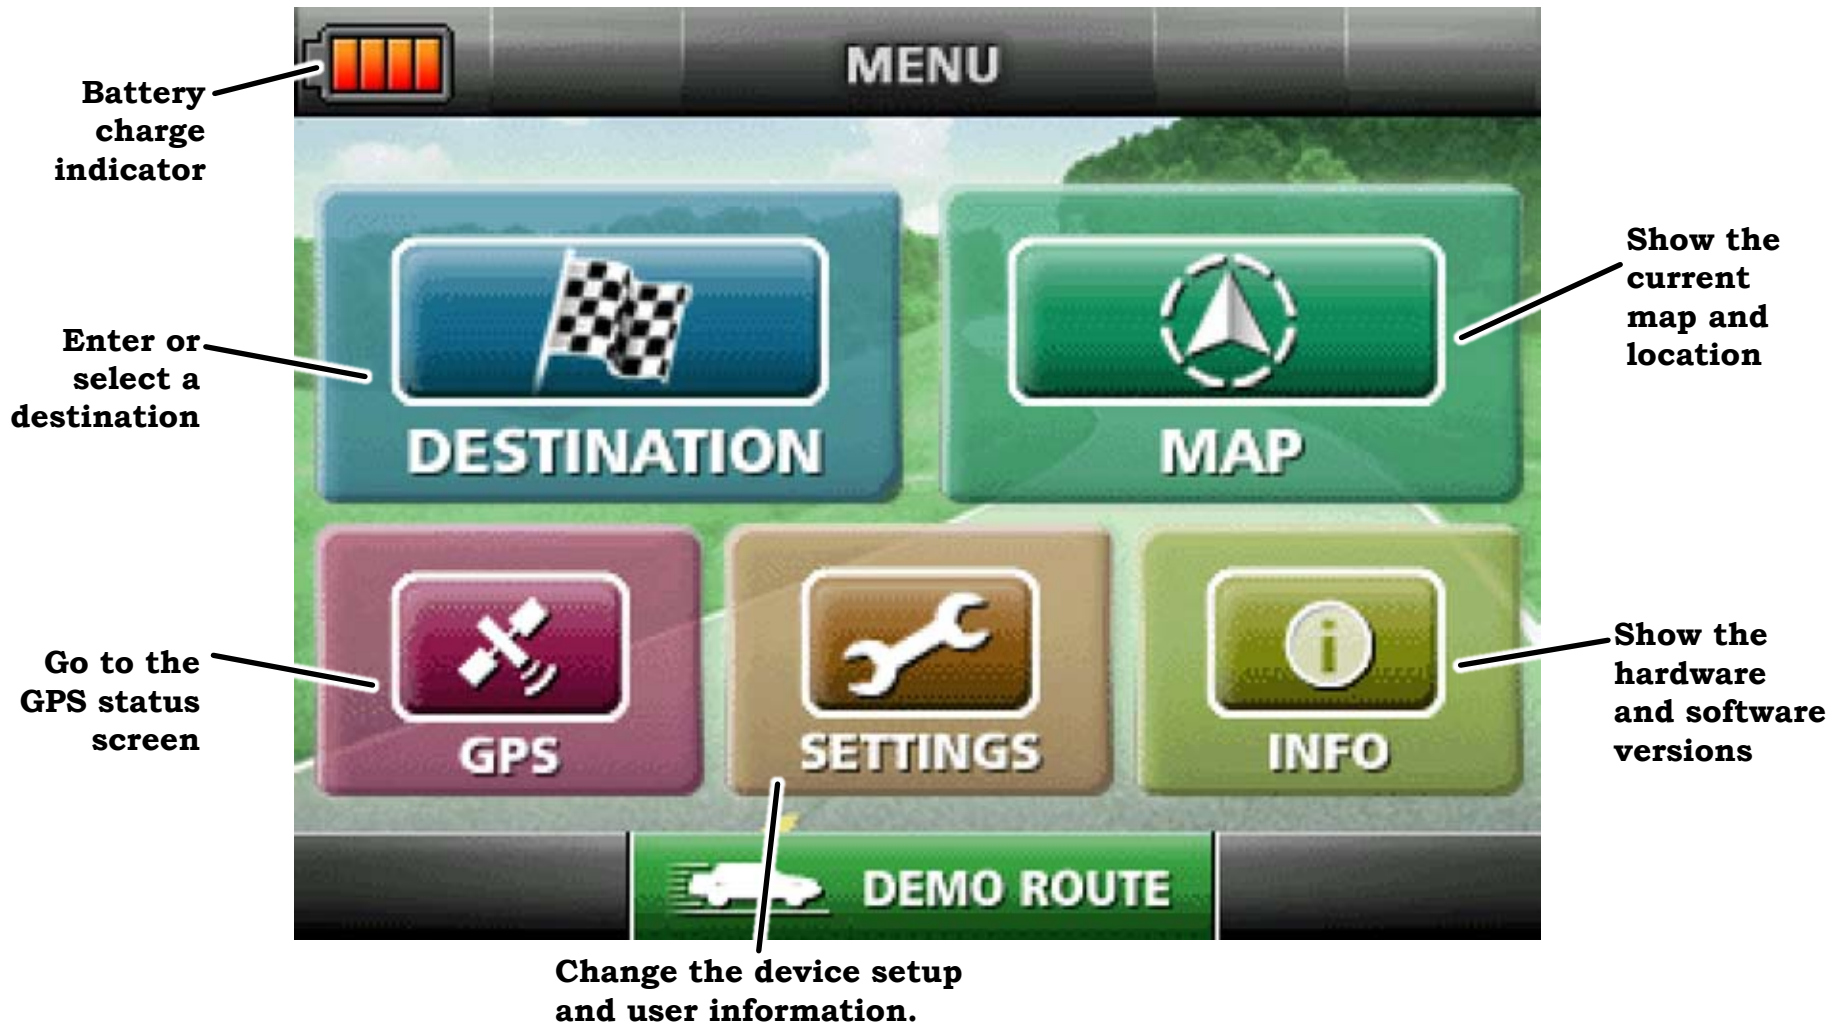 MENU
Battery
charge
indicator
DESTINATION
MAP
Enter or
select a
destination
Show the
current
map and
location
GPS
SETTINGS
INFO
Go to the
GPS status
screen
Show the
hardware
and software
versions
DEMO ROUTE
Change the device setup
and user information.